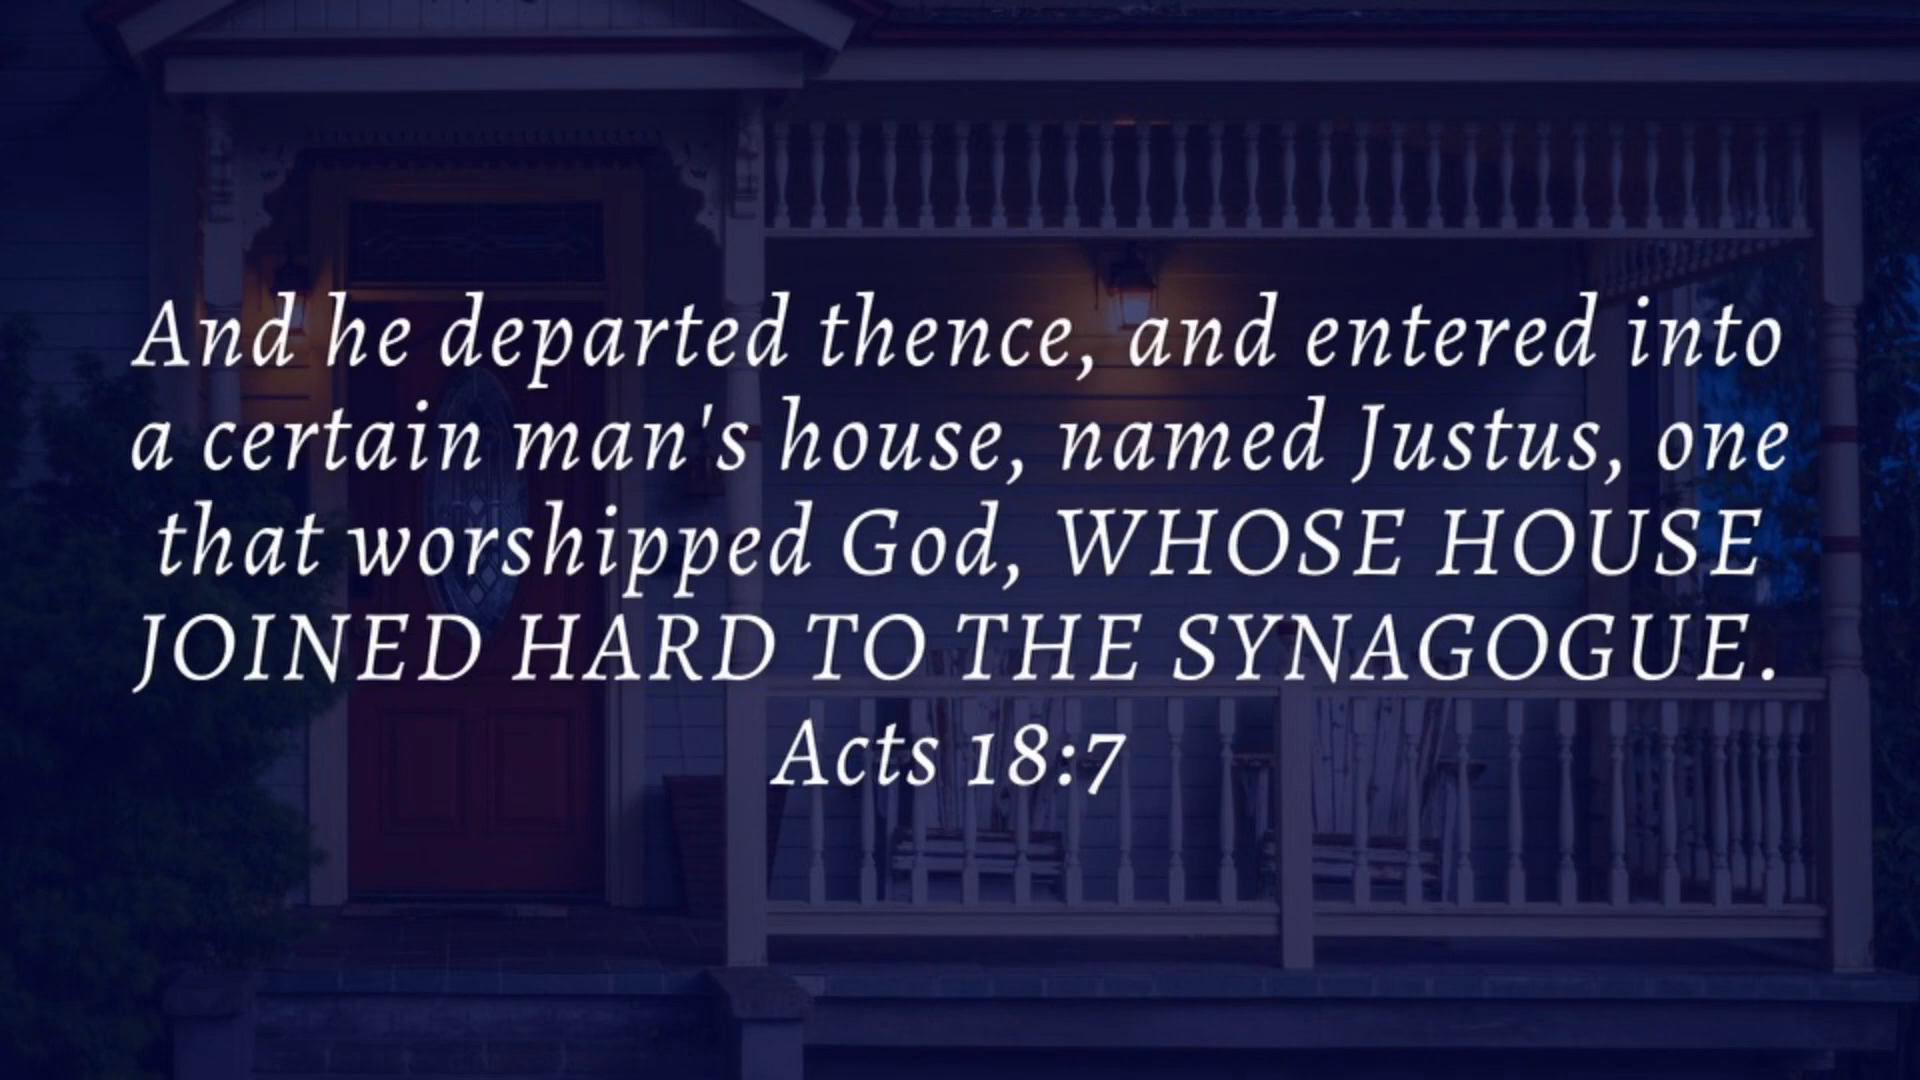 And he departed thence, and entered into
a certain man's house, named Justus, one
that worshipped God, WHOSE HOUSE
JOINED HARD TO THE SYNAGOGUE.
Acts 18:7